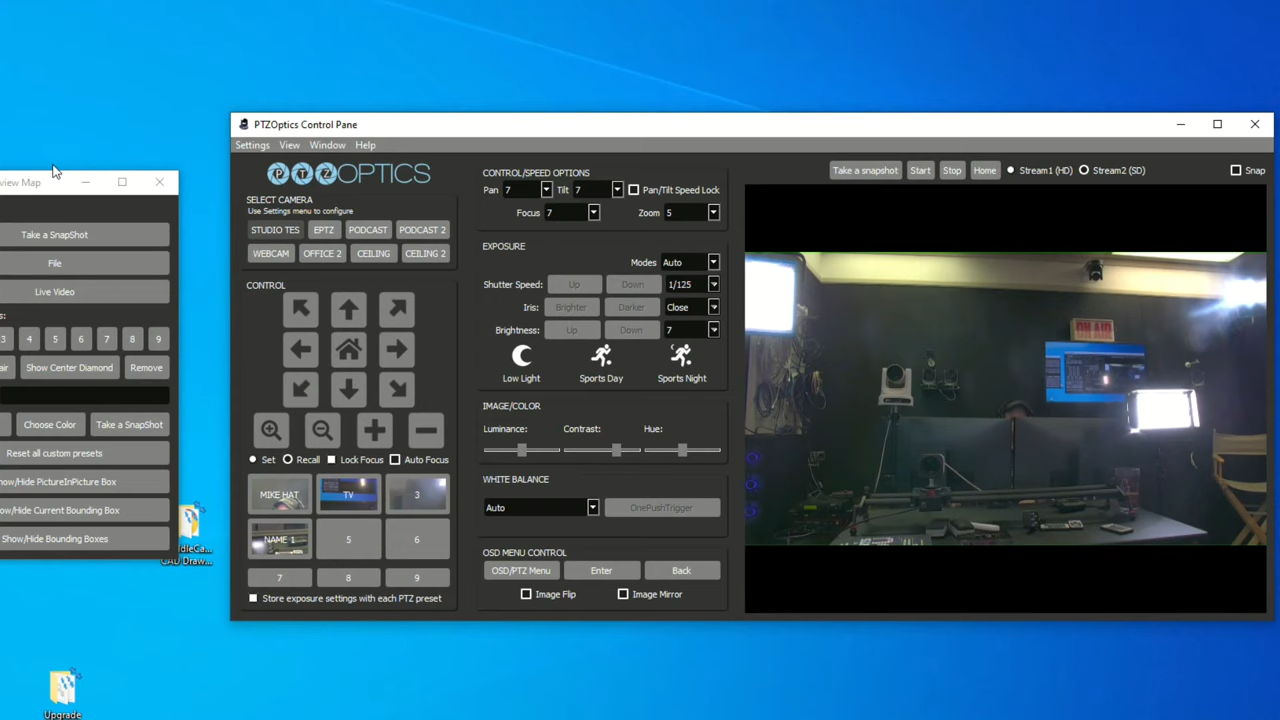 view Map
Take a SnapShot
File
Live Video
s:
3 4 5 6 7 8 9
air Show Center Diamond Remove
Choose Color Take a SnapShot
Reset all custom presets
how/Hide PictureInPicture Box
how/Hide Current Bounding Box
Show/Hide Bounding Boxes
CAD Draw...
Upgrade
PTZOptics Control Pane
Settings View Window Help
PTZOPTICS
SELECT CAMERA
Use Settings menu to configure
STUDIO TES EPTZ PODCAST PODCAST 2
WEBCAM OFFICE 2 CEILING CEILING 2
CONTROL
Set Recall Lock Focus Auto Focus
MIKE HAT TV 3
NAME 1 5 6
7 8 9
Store exposure settings with each PTZ preset
CONTROL/SPEED OPTIONS
Pan 7 Tilt 7 Pan/Tilt Speed Lock
Focus 7 Zoom 5
EXPOSURE
Modes Auto
Shutter Speed: Up Down 1/125
Iris: Brighter Darker Close
Brightness: Up Down 7
Low Light Sports Day Sports Night
IMAGE/COLOR
Luminance: Contrast: Hue:
WHITE BALANCE
Auto OnePushTrigger
OSD MENU CONTROL
OSD/PTZ Menu Enter Back
Image Flip Image Mirror
Take a snapshot Start Stop Home Stream1 (HD) Stream2 (SD) Snap
ON AIR